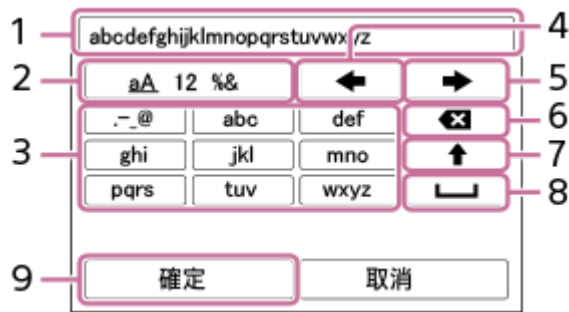 1 abcdefghijklmnopqrstuvwxyz 4
2 aA 12 %& 5
.-_@ abc def 6
3 ghi jkl mno 7
pqrs tuv wxyz 8
9 確定 取消